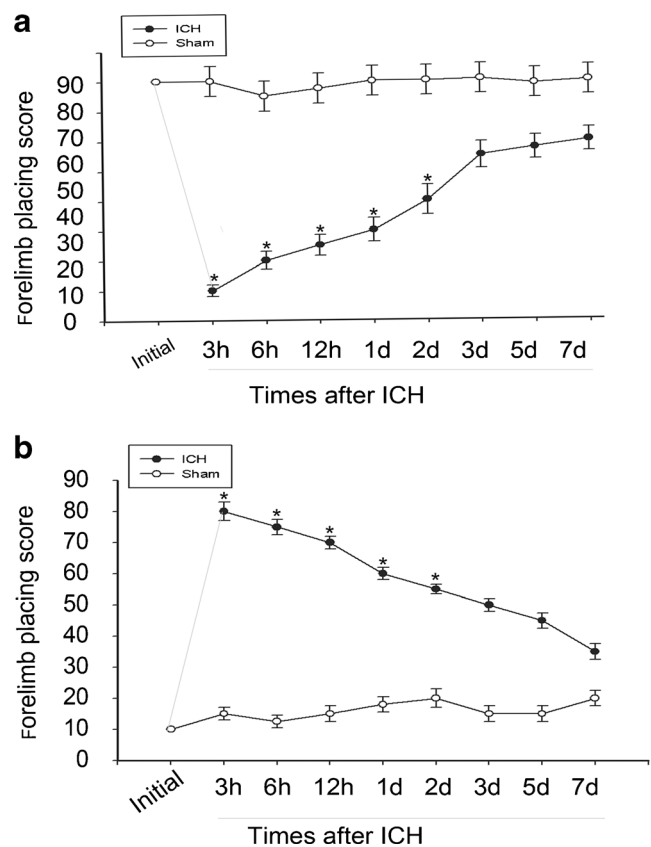 a
ICH
Sham
Forelimb placing score
90
80
70
60
50
40
30
20
10
0
*
*
*
*
*
Initial 3h 6h 12h 1d 2d 3d 5d 7d
Times after ICH
b
ICH
Sham
Forelimb placing score
90
80
70
60
50
40
30
20
10
0
*
*
*
*
*
Initial 3h 6h 12h 1d 2d 3d 5d 7d
Times after ICH